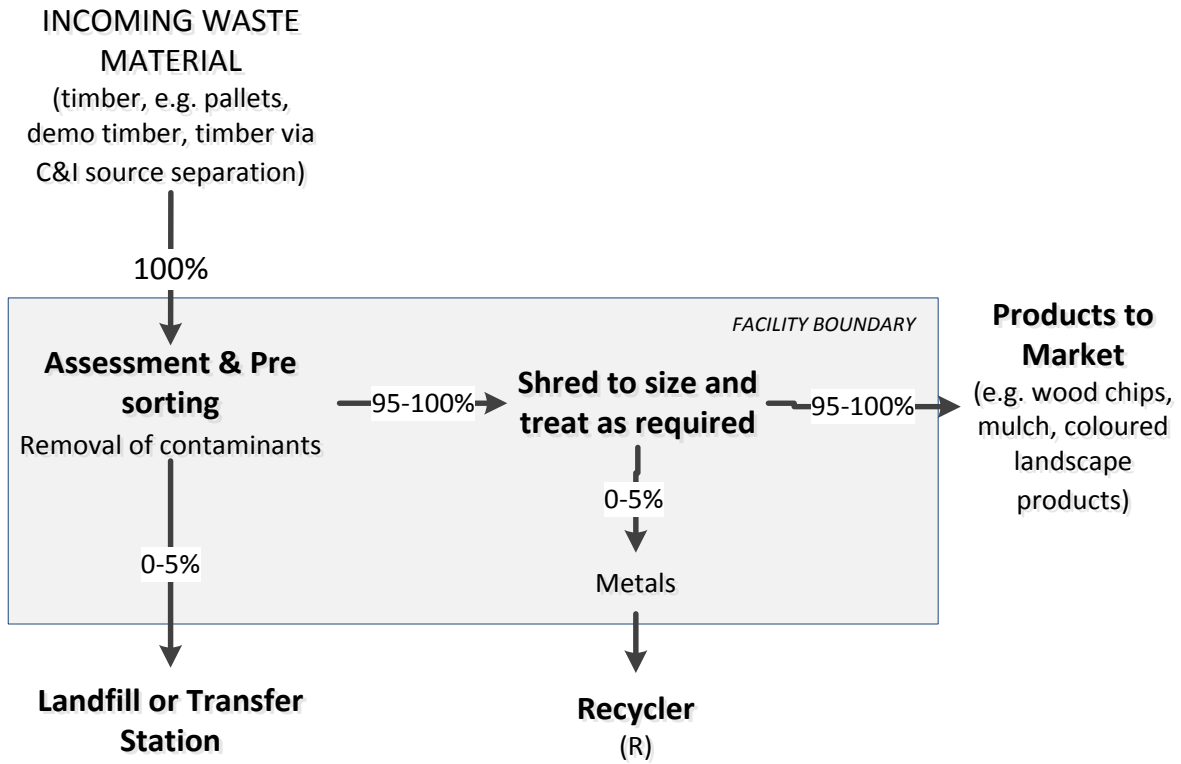 INCOMING WASTE
MATERIAL
(timber, e.g. pallets,
demo timber, timber via
C&I source separation)
100%
FACILITY BOUNDARY
Assessment & Pre
sorting
Removal of contaminants
95-100%
Shred to size and
treat as required
95-100%
Products to
Market
(e.g. wood chips,
mulch, coloured
landscape
products)
0-5%
0-5%
Metals
Landfill or Transfer
Station
Recycler
(R)